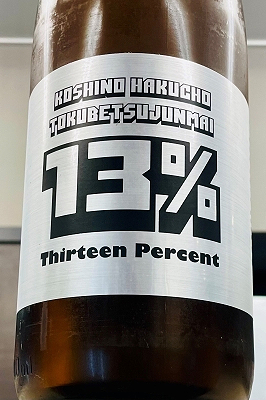 KOSHINO HAKUCHO
TOKUBETSUJUNMAI
13%
Thirteen Percent